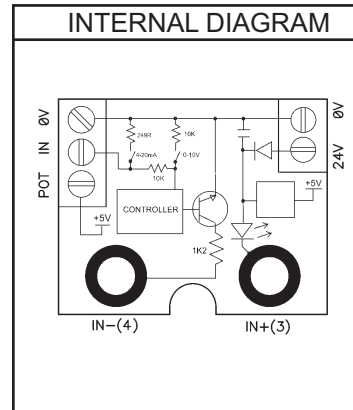 INTERNAL DIAGRAM
POT IN 0V
249R
10K
4-20mA
0-10V
10K
CONTROLLER
+5V
1K2
+5V
0V
24V
IN-(4)
IN+(3)